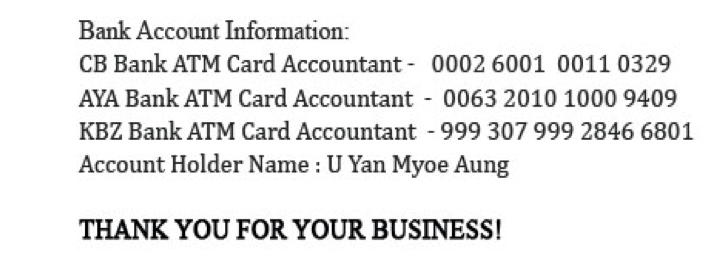 Bank Account Information:
CB Bank ATM Card Accountant - 0002 6001 0011 0329
AYA Bank ATM Card Accountant - 0063 2010 1000 9409
KBZ Bank ATM Card Accountant - 999 307 999 2846 6801
Account Holder Name : U Yan Myoe Aung
THANK YOU FOR YOUR BUSINESS!